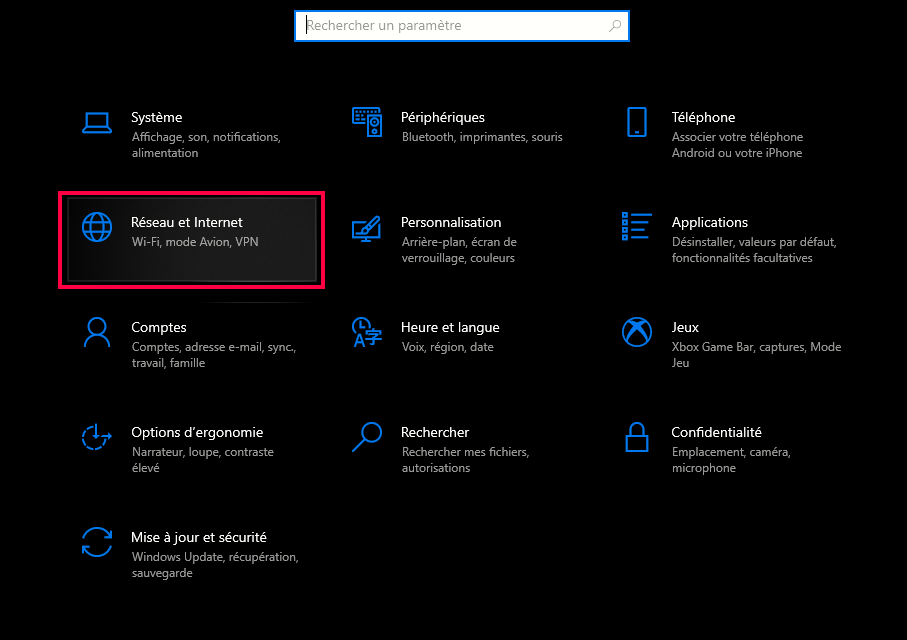 Rechercher un paramètre
Système
Affichage, son, notifications,
alimentation
Périphériques
Bluetooth, imprimantes, souris
Téléphone
Associer votre téléphone
Android ou votre iPhone
Réseau et Internet
Wi-Fi, mode Avion, VPN
Personnalisation
Arrière-plan, écran de
verrouillage, couleurs
Applications
Désinstaller, valeurs par défaut,
fonctionnalités facultatives
Comptes
Comptes, adresse e-mail, sync.,
travail, famille
Heure et langue
Voix, région, date
Jeux
Xbox Game Bar, captures, Mode
Jeu
Options d’ergonomie
Narrateur, loupe, contraste
élevé
Rechercher
Rechercher mes fichiers,
autorisations
Confidentialité
Emplacement, caméra,
microphone
Mise à jour et sécurité
Windows Update, récupération,
sauvegarde